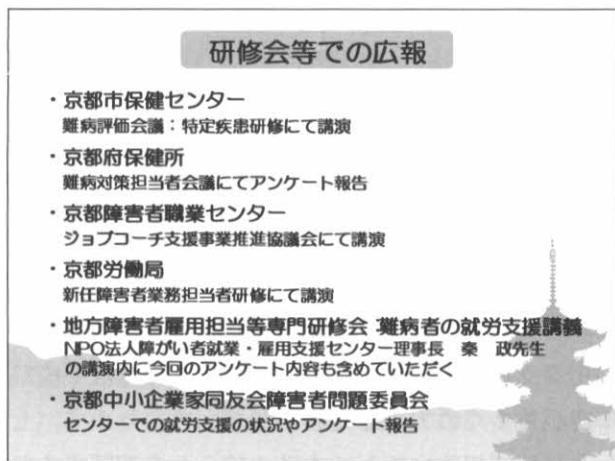 研修会等での広報
・京都市保健センター
難病評価会議：特定疾患研修にて講演
・京都府保健所
難病対策担当者会議にてアンケート報告
・京都障害者職業センター
ジョブコーチ支援事業推進協議会にて講演
・京都労働局
新任障害者業務担当者研修にて講演
・地方障害者雇用担当等専門研修会 難病者の就労支援講義
NPO法人障がい者就業・雇用支援センター理事長　秦　政先生
の講演内に今回のアンケート内容も含めていただく
・京都中小企業家同友会障害者問題委員会
センターでの就労支援の状況やアンケート報告